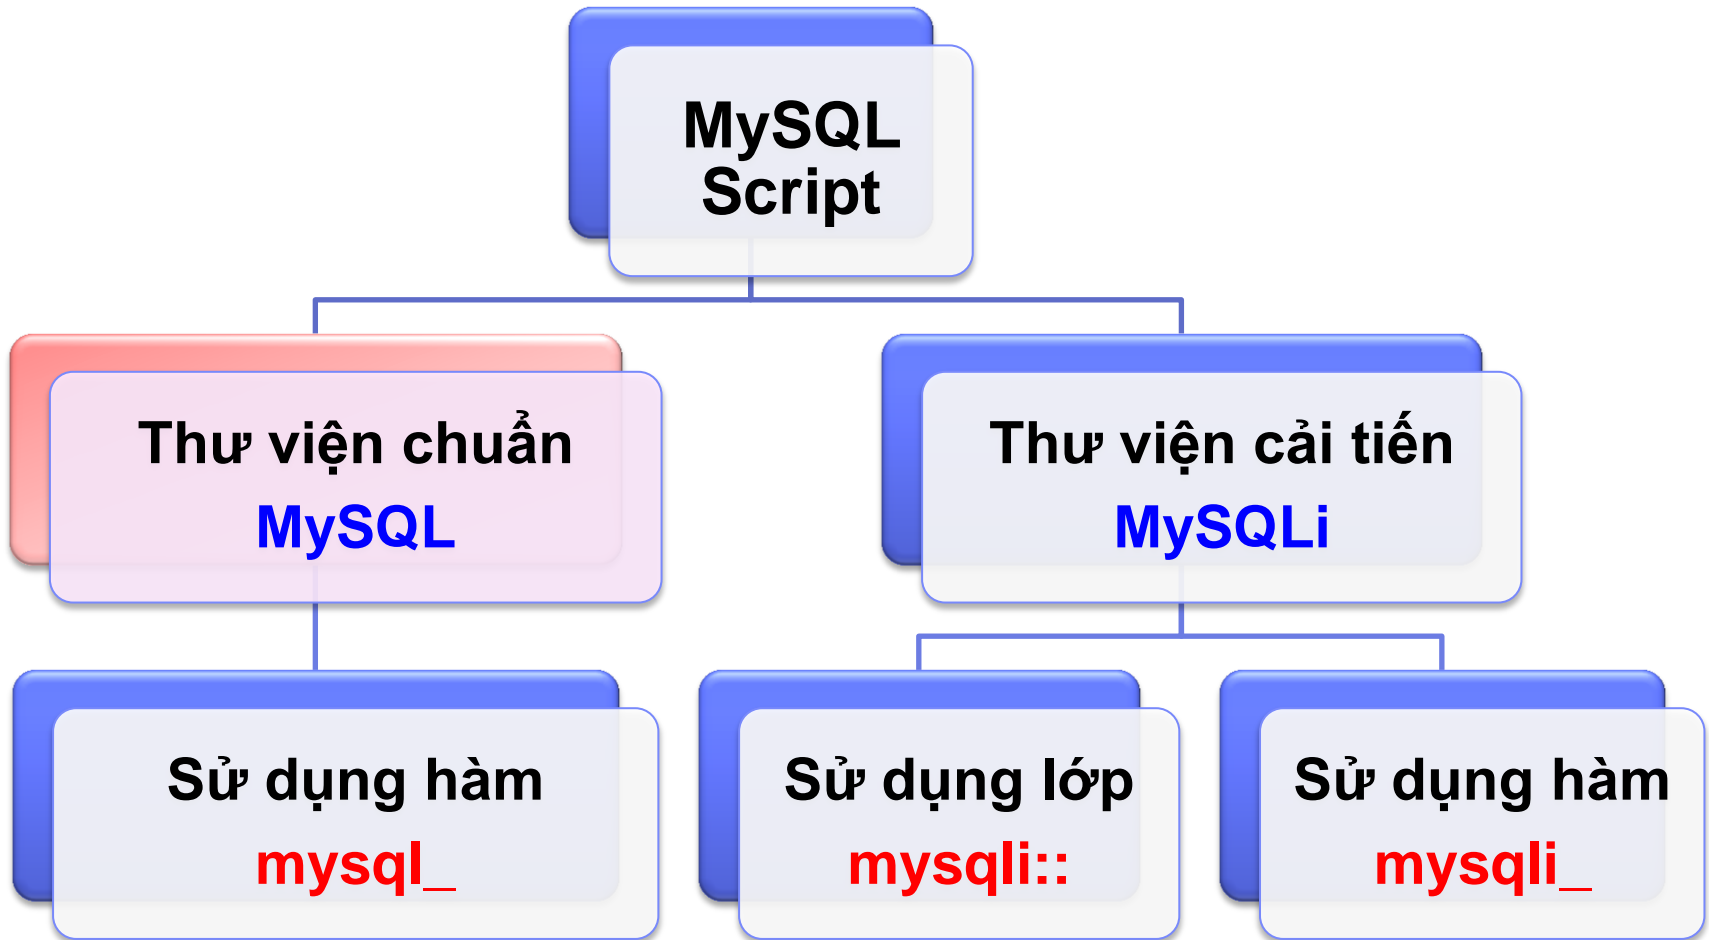 MySQL
Script
Thư viện chuẩn
MySQL
Thư viện cải tiến
MySQLi
Sử dụng hàm
mysql_
Sử dụng lớp
mysqli::
Sử dụng hàm
mysqli_